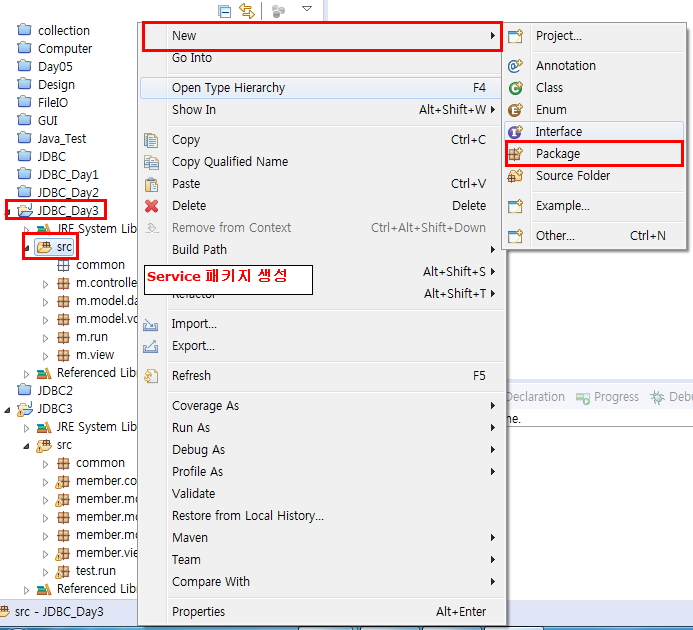 collection
Computer
Day05
Design
FileIO
GUI
Java_Test
JDBC
JDBC_Day1
JDBC_Day2
JDBC_Day3
JRE System Lib
src
common
m.controlle
m.model.da
m.model.vo
m.run
m.view
Referenced Lib
JDBC2
JDBC3
JRE System Lib
src
common
member.co
member.mo
member.mo
member.mo
member.vie
test.run
Referenced Lib
src - JDBC_Day3
New
Go Into
Open Type Hierarchy F4
Show In Alt+Shift+W
Copy Ctrl+C
Copy Qualified Name
Paste Ctrl+V
Delete Delete
Remove from Context Ctrl+Alt+Shift+Down
Build Path
Alt+Shift+S
Service 패키지 생성
Refactor Alt+Shift+T
Import...
Export...
Refresh F5
Coverage As
Run As
Debug As
Profile As
Validate
Restore from Local History...
Maven
Team
Compare With
Properties Alt+Enter
Project...
Annotation
Class
Enum
Interface
Package
Source Folder
Example...
Other... Ctrl+N
Declaration Progress Debu
me.